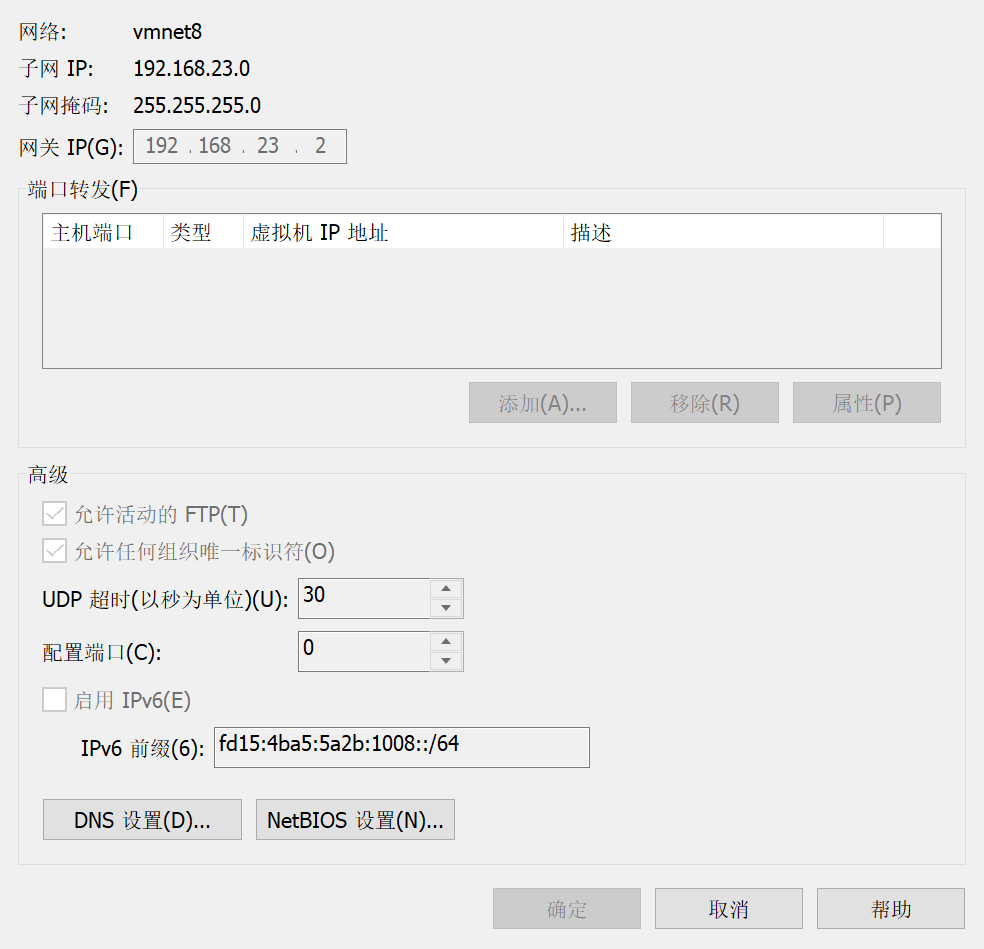 网络: vmnet8
子网 IP: 192.168.23.0
子网掩码: 255.255.255.0
网关 IP(G): 192 . 168 . 23 . 2
端口转发(F)
主机端口 类型 虚拟机 IP 地址 描述
添加(A)... 移除(R) 属性(P)
高级
允许活动的 FTP(T)
允许任何组织唯一标识符(O)
UDP 超时(以秒为单位)(U): 30
配置端口(C): 0
启用 IPv6(E)
IPv6 前缀(6): fd15:4ba5:5a2b:1008::/64
DNS 设置(D)... NetBIOS 设置(N)...
确定 取消 帮助